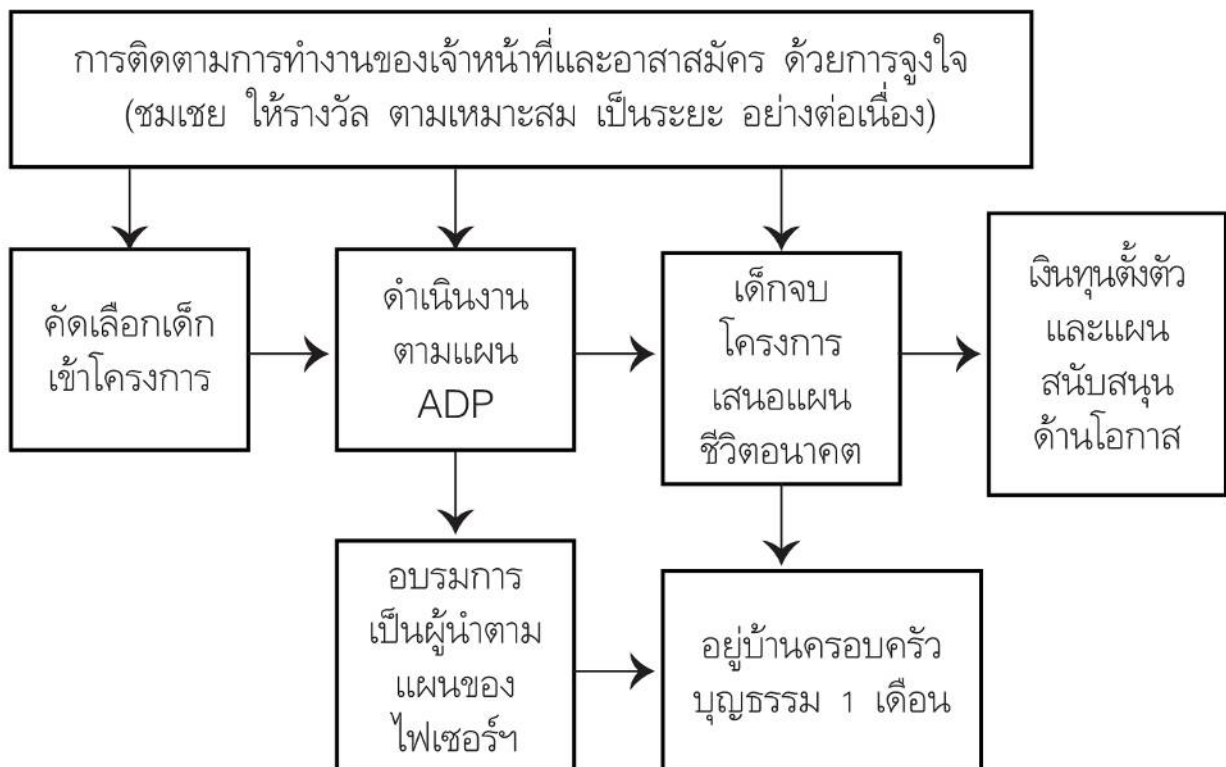 การติดตามการทำงานของเจ้าหน้าที่และอาสาสมัคร ด้วยการจูงใจ
(ชมเชย ให้รางวัล ตามเหมาะสม เป็นระยะ อย่างต่อเนื่อง)
คัดเลือกเด็ก
เข้าโครงการ
ดำเนินงาน
ตามแผน
ADP
เด็กจบ
โครงการ
เสนอแผน
ชีวิตอนาคต
เงินทุนตั้งตัว
และแผน
สนับสนุน
ด้านโอกาส
อบรมการ
เป็นผู้นำตาม
แผนของ
ไฟเซอร์ฯ
อยู่บ้านครอบครัว
บุญธรรม 1 เดือน